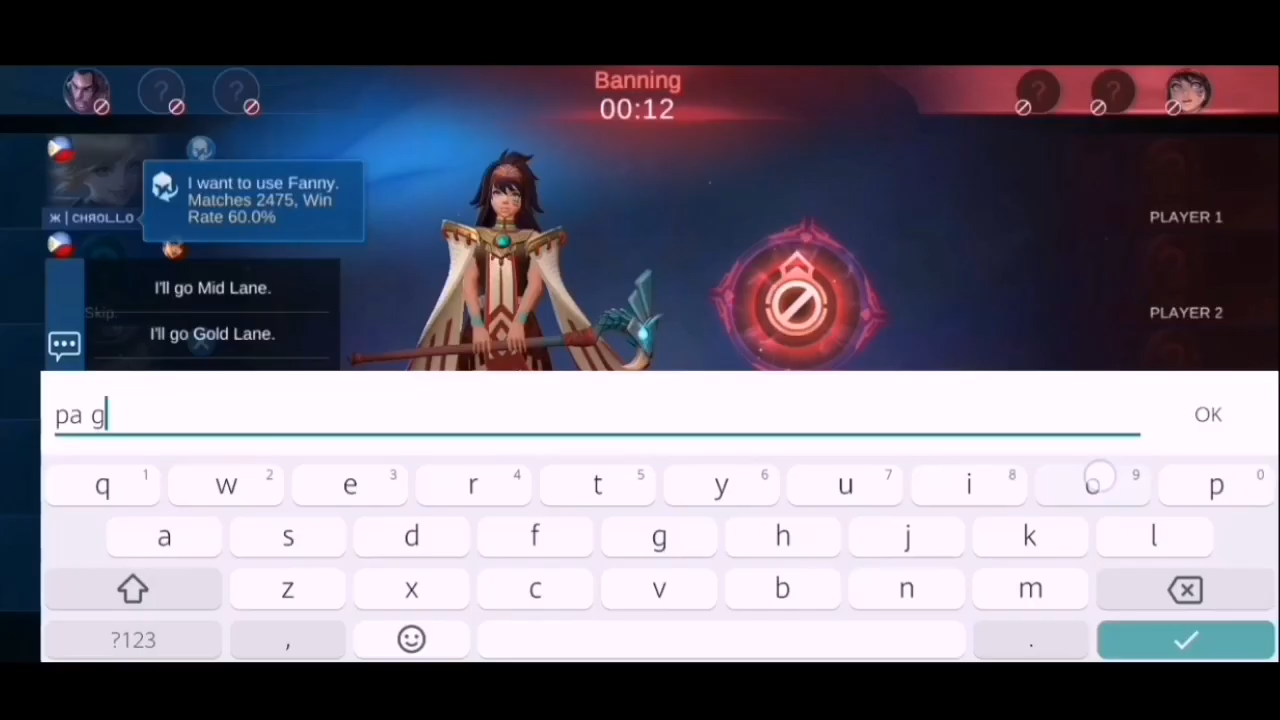 Banning
00:12
I want to use Fanny.
Matches 2475, Win
Rate 60.0%
Ж | CHЯOLL.O
I'll go Mid Lane.
Skip.
I'll go Gold Lane.
PLAYER 1
PLAYER 2
pa g
OK
q 1 w 2 e 3 r 4 t 5 y 6 u 7 i 8 o 9 p 0
a s d f g h j k l
z x c v b n m
?123 , .